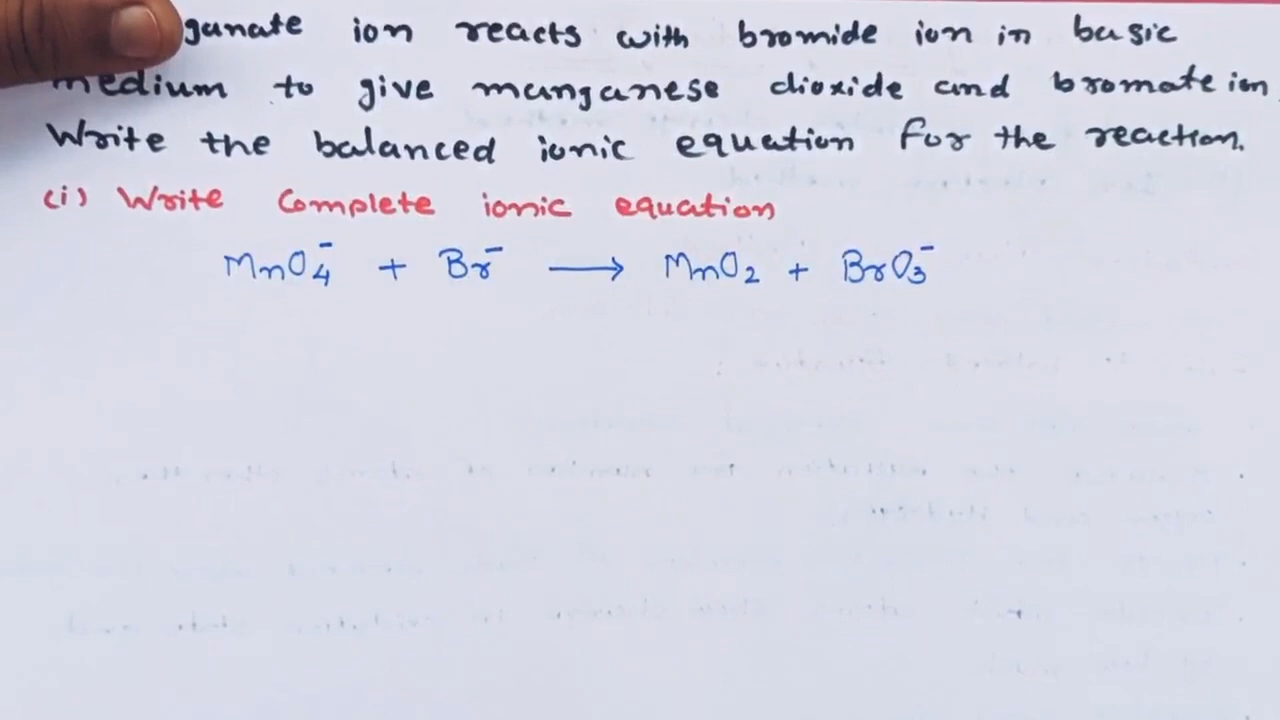 ganate ion reacts with bromide ion in basic
medium to give manganese dioxide and bromate ion
Write the balanced ionic equation for the reaction.
(i) Write Complete ionic equation
MnO₄⁻ + Br⁻ ⟶ MnO₂ + BrO₃⁻